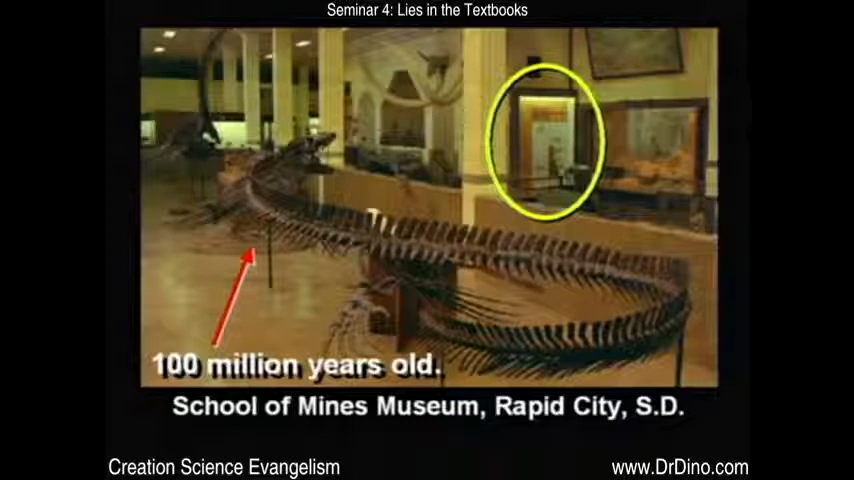 Seminar 4: Lies in the Textbooks
100 million years old.
School of Mines Museum, Rapid City, S.D.
Creation Science Evangelism
www.DrDino.com